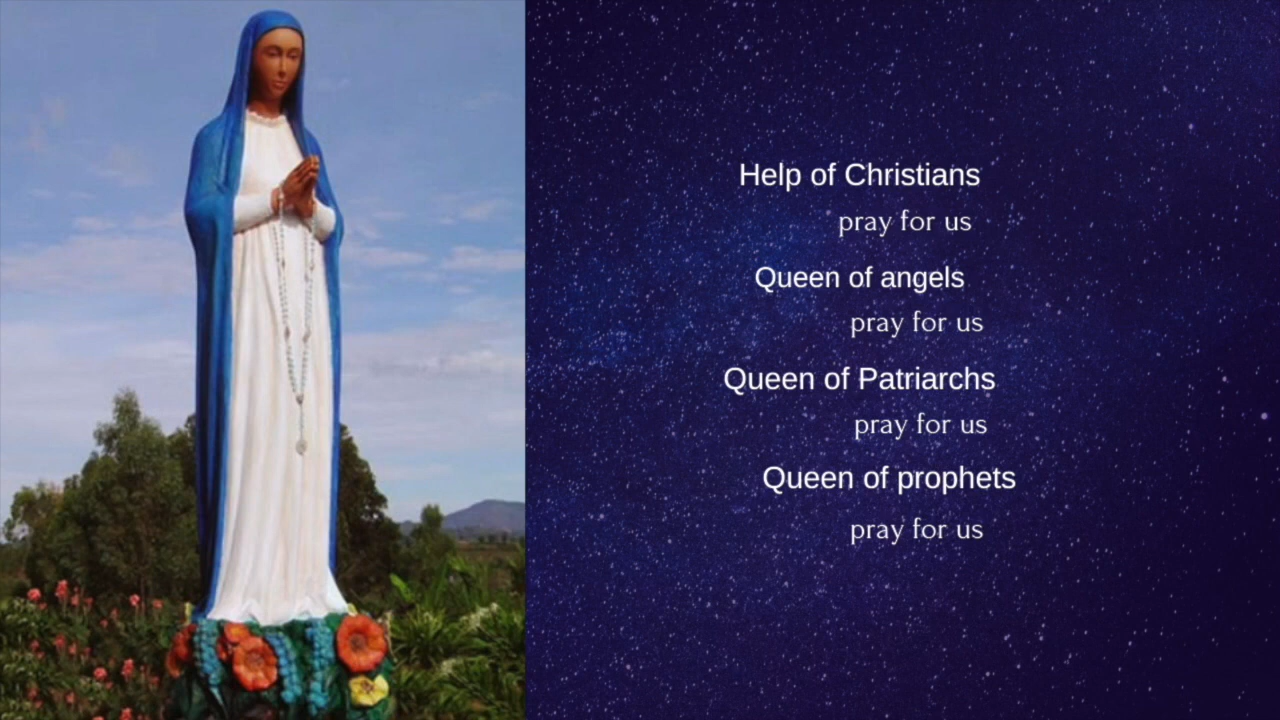 Help of Christians
pray for us
Queen of angels
pray for us
Queen of Patriarchs
pray for us
Queen of prophets
pray for us